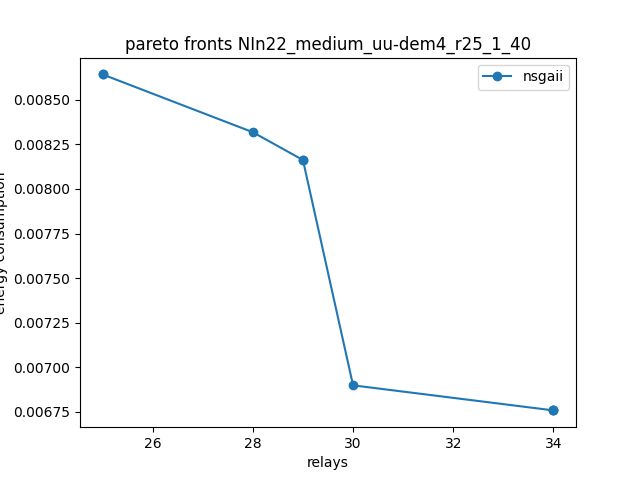 pareto fronts NIn22_medium_uu-dem4_r25_1_40
nsgaii
0.00850
0.00825
0.00800
0.00775
0.00750
0.00725
0.00700
0.00675
energy consumption
26 28 30 32 34
relays